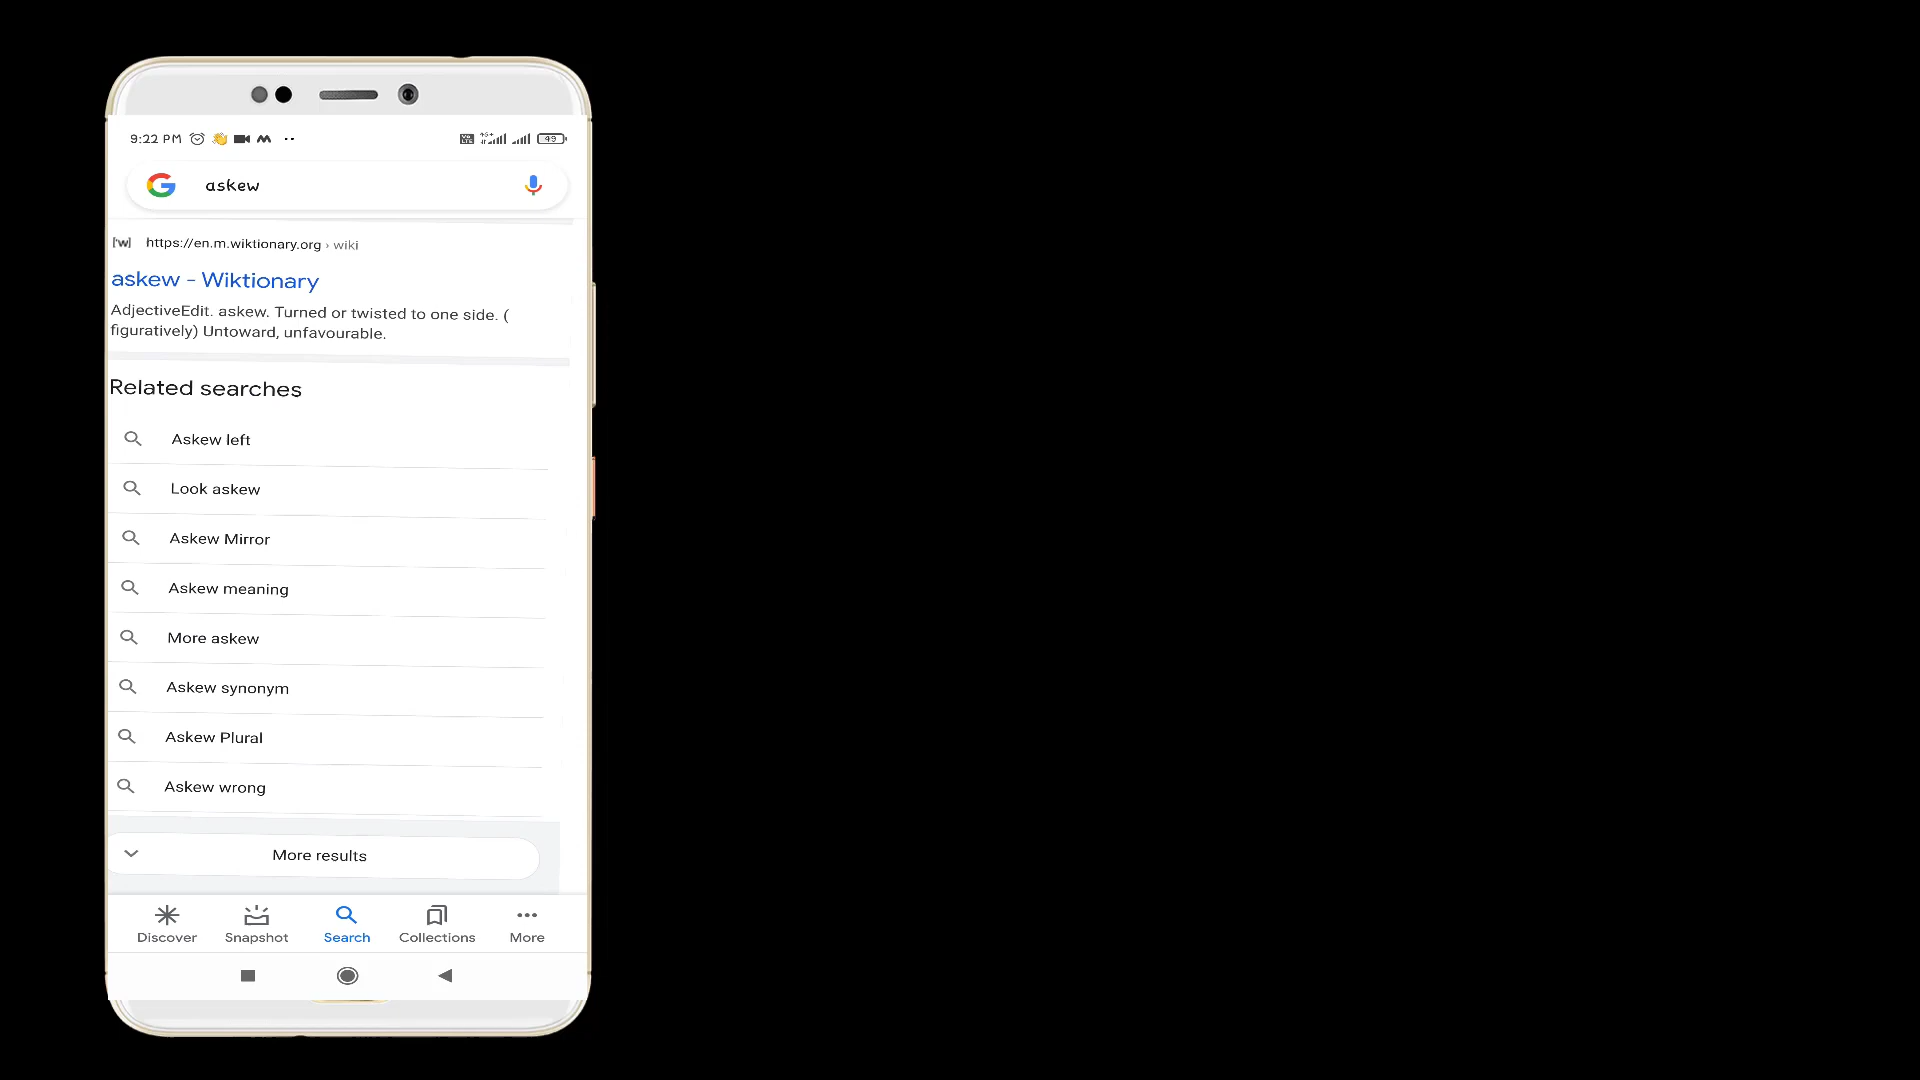 9:22 PM
49
askew
https://en.m.wiktionary.org › wiki
askew - Wiktionary
AdjectiveEdit. askew. Turned or twisted to one side. (
figuratively) Untoward, unfavourable.
Related searches
Askew left
Look askew
Askew Mirror
Askew meaning
More askew
Askew synonym
Askew Plural
Askew wrong
More results
Discover
Snapshot
Search
Collections
More